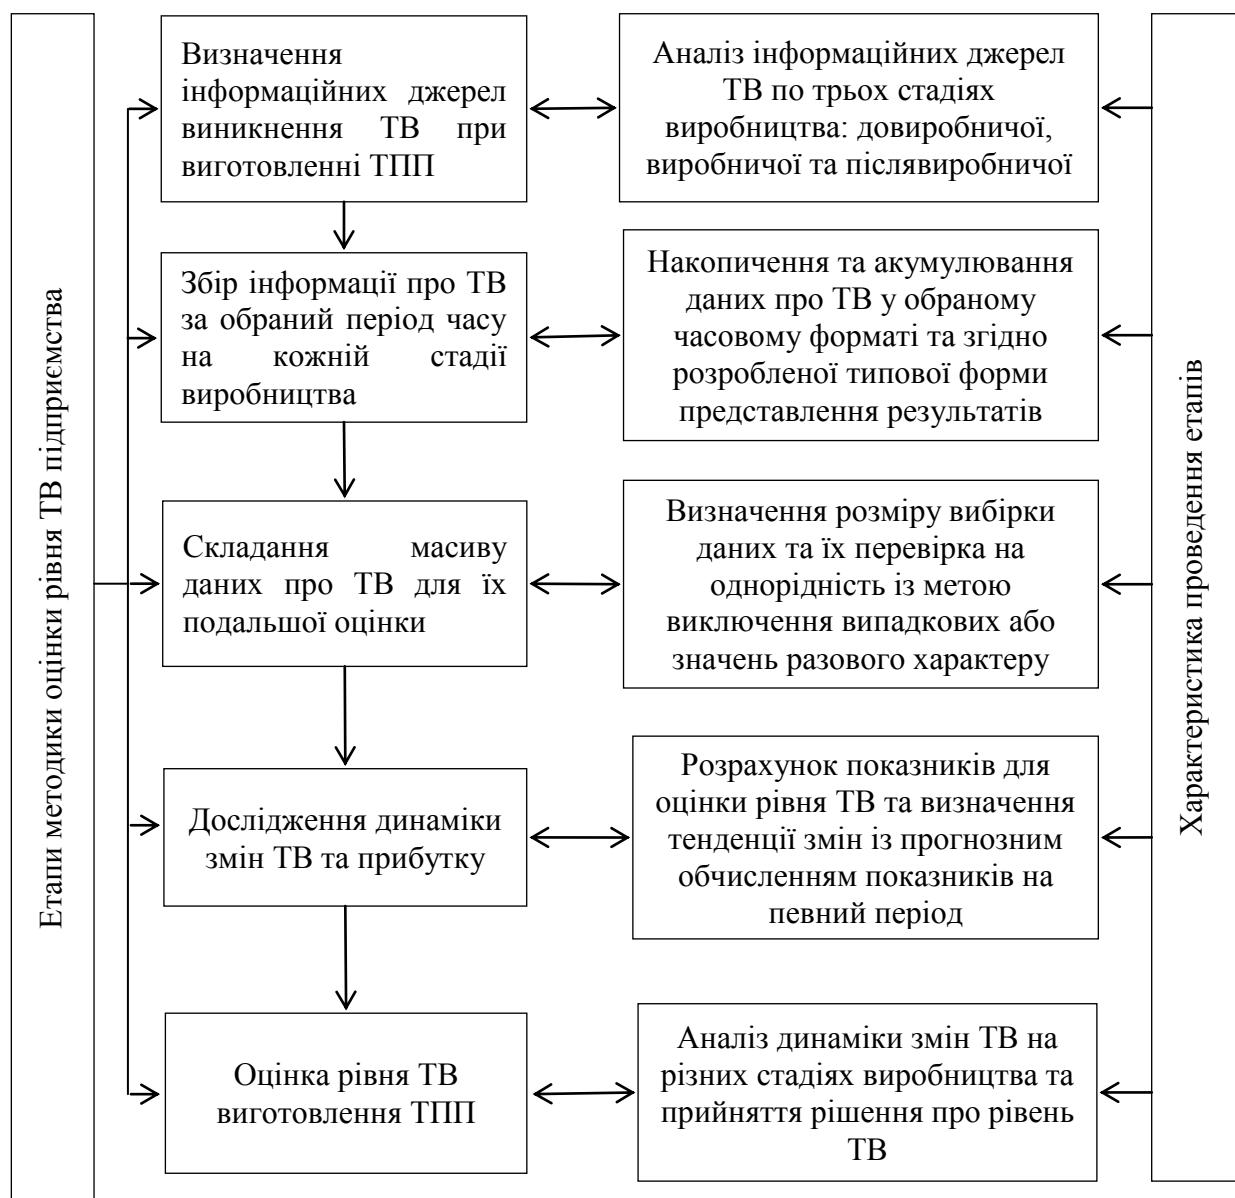 Етапи методики оцінки рівня ТВ підприємства
Визначення
інформаційних джерел
виникнення ТВ при
виготовленні ТПП
Аналіз інформаційних джерел
ТВ по трьох стадіях
виробництва: довиробничої,
виробничої та післявиробничої
Збір інформації про ТВ
за обраний період часу
на кожній стадії
виробництва
Накопичення та акумулювання
даних про ТВ у обраному
часовому форматі та згідно
розробленої типової форми
представлення результатів
Складання масиву
даних про ТВ для їх
подальшої оцінки
Визначення розміру вибірки
даних та їх перевірка на
однорідність із метою
виключення випадкових або
значень разового характеру
Дослідження динаміки
змін ТВ та прибутку
Розрахунок показників для
оцінки рівня ТВ та визначення
тенденції змін із прогнозним
обчисленням показників на
певний період
Оцінка рівня ТВ
виготовлення ТПП
Аналіз динаміки змін ТВ на
різних стадіях виробництва та
прийняття рішення про рівень
ТВ
Характеристика проведення етапів